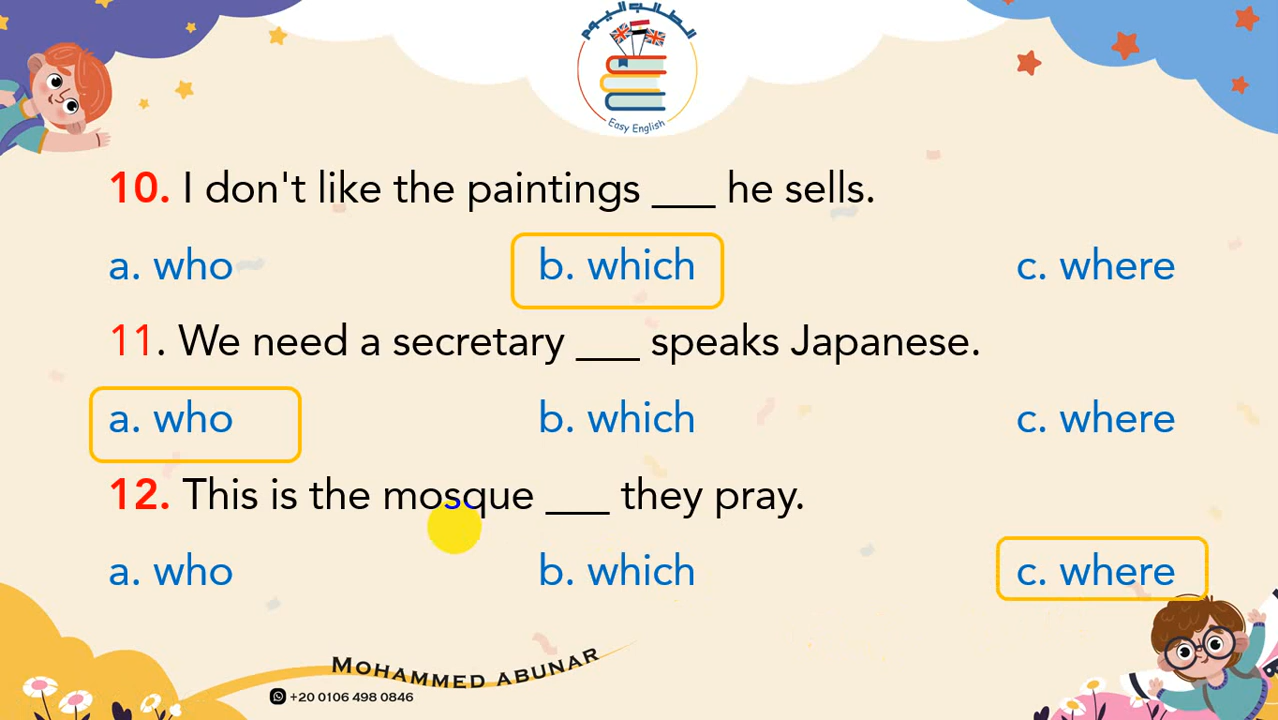 الطالب اليوم
Easy English
10. I don't like the paintings ___ he sells.
a. who b. which c. where
11. We need a secretary ___ speaks Japanese.
a. who b. which c. where
12. This is the mosque ___ they pray.
a. who b. which c. where
MOHAMMED ABUNAR
+20 0106 498 0846